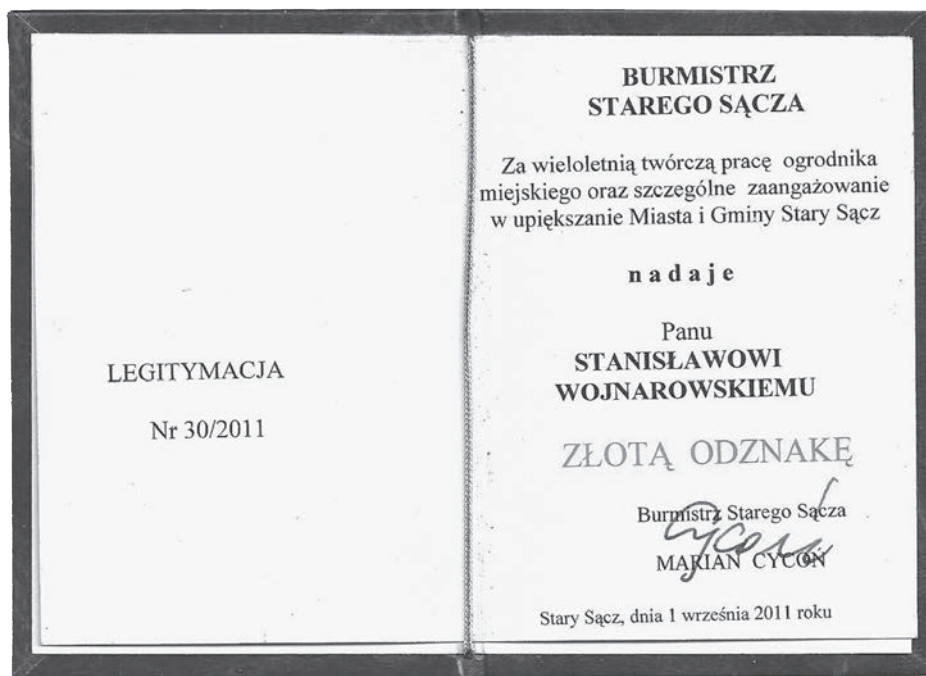 LEGITYMACJA
Nr 30/2011
BURMISTRZ
STAREGO SĄCZA
Za wieloletnią twórczą pracę ogrodnika
miejskiego oraz szczególne zaangażowanie
w upiększanie Miasta i Gminy Stary Sącz
n a d a j e
Panu
STANISŁAWOWI
WOJNAROWSKIEMU
ZŁOTĄ ODZNAKĘ
Burmistrz Starego Sącza
Cycoń
MARIAN CYCOŃ
Stary Sącz, dnia 1 września 2011 roku